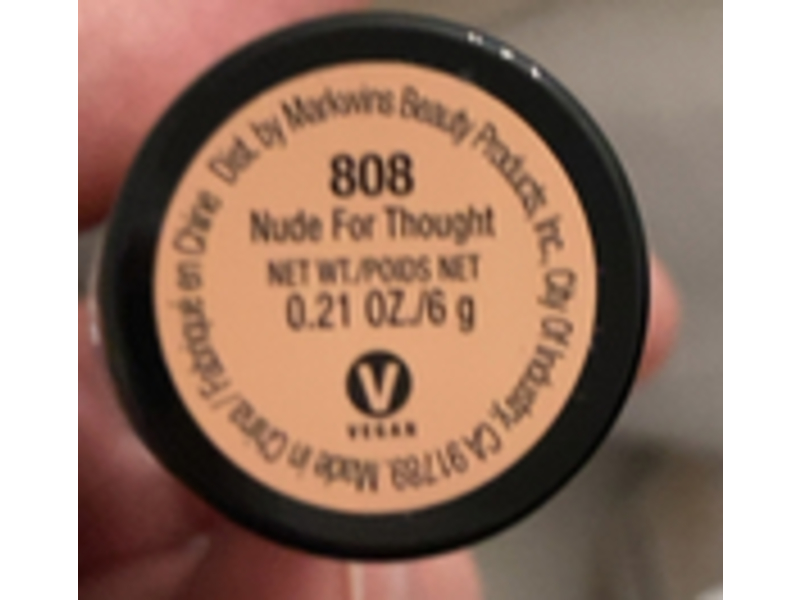 Dist. by Markwins Beauty Products, Inc., City Of Industry, CA 91789. Made in China / Fabriqué en Chine
808
Nude For Thought
NET WT./POIDS NET
0.21 OZ./6 g
V
VEGAN